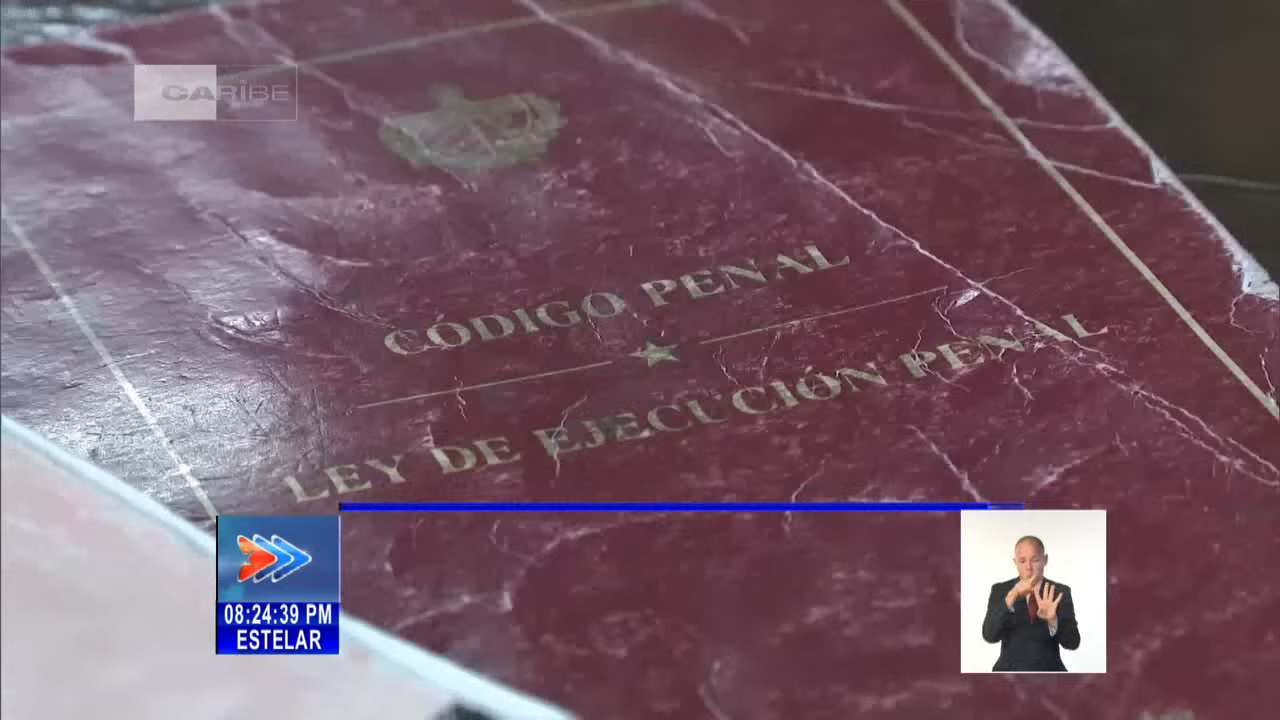 CARIBE
CÓDIGO PENAL
LEY DE EJECUCIÓN PENAL
08:24:39 PM
ESTELAR